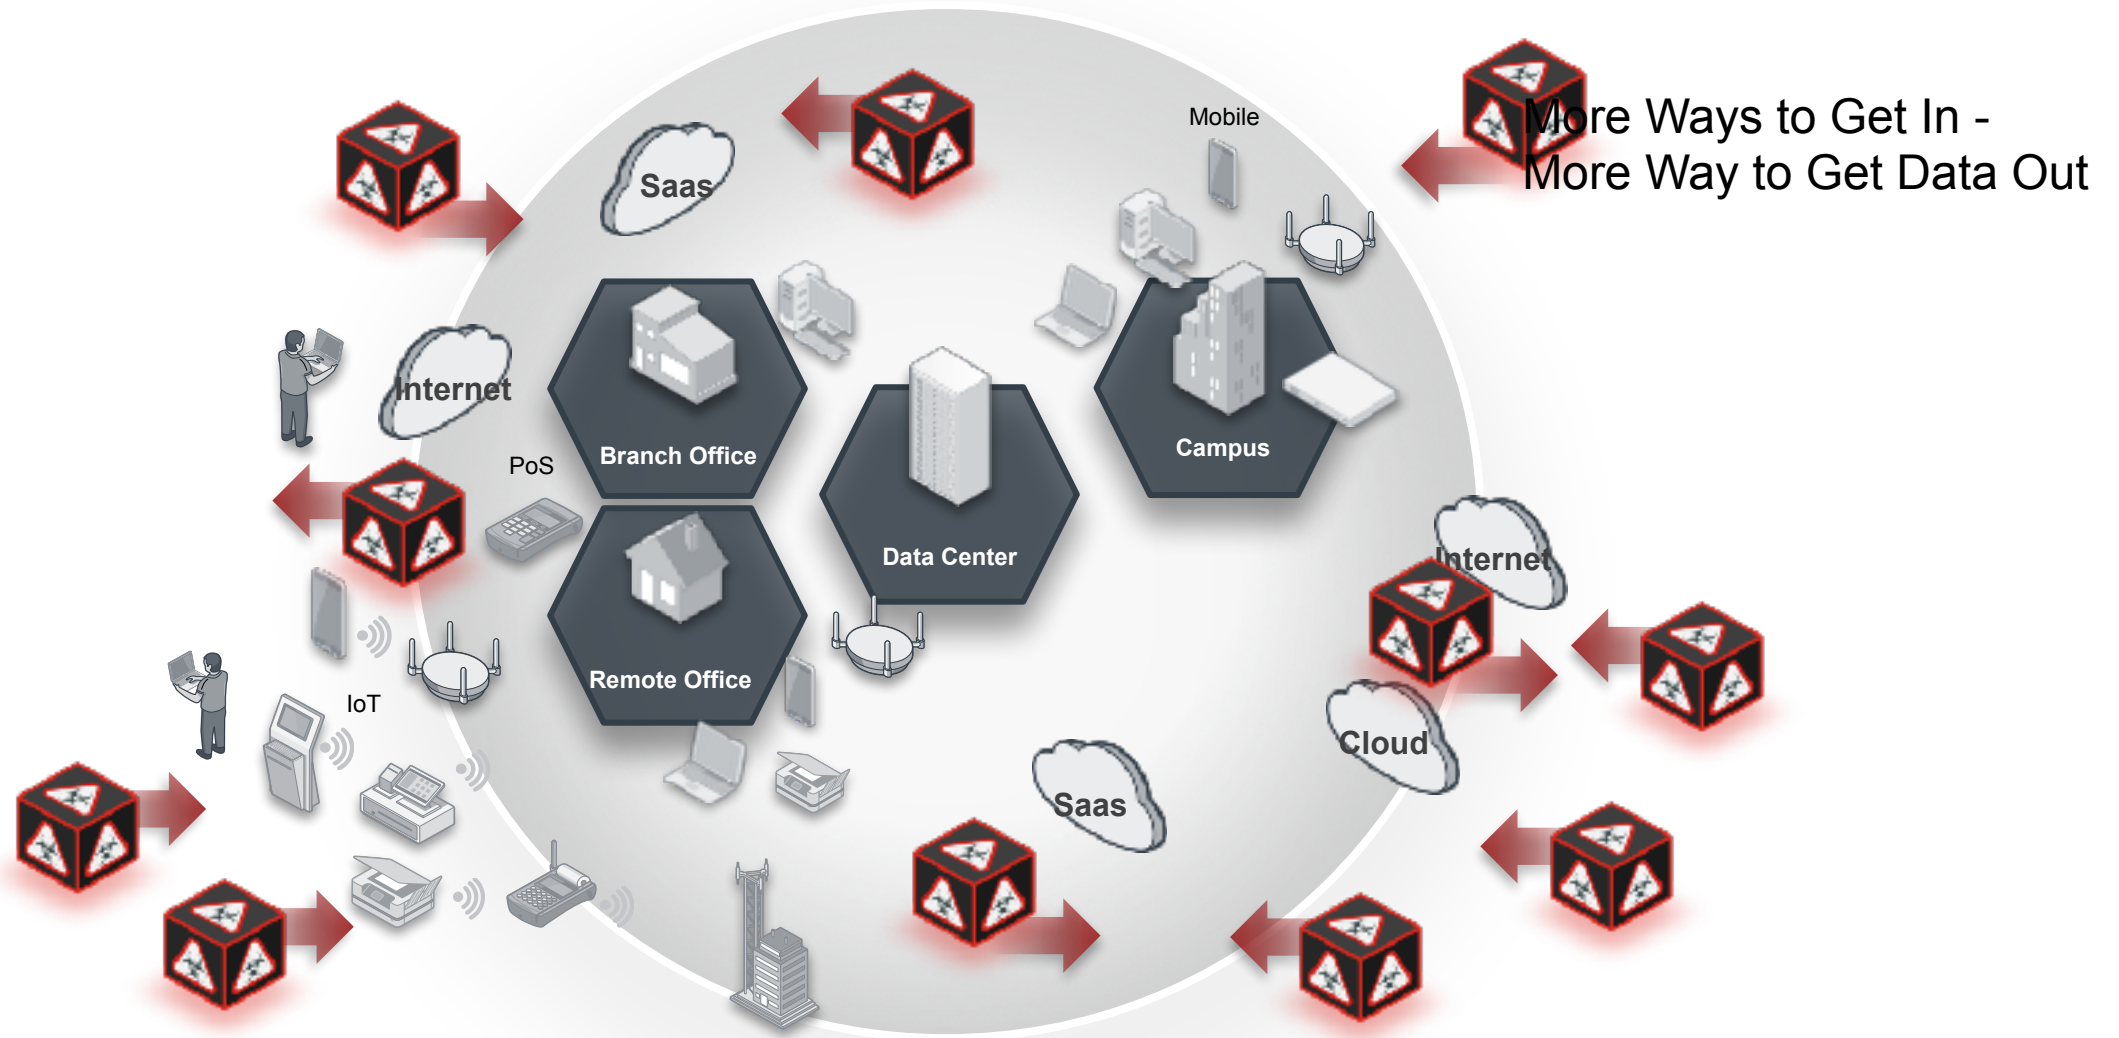 More Ways to Get In -
More Way to Get Data Out
Mobile
Saas
Internet
Branch Office
Campus
PoS
Data Center
Internet
Remote Office
IoT
Cloud
Saas